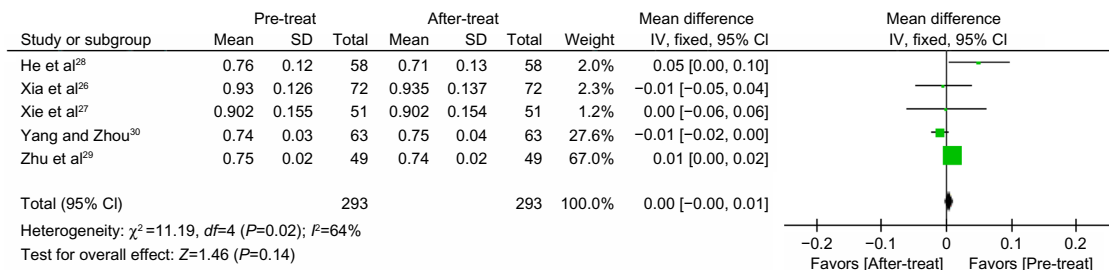 Pre-treat After-treat Mean difference Mean difference
Study or subgroup Mean SD Total Mean SD Total Weight IV, fixed, 95% CI IV, fixed, 95% CI
He et al²⁸ 0.76 0.12 58 0.71 0.13 58 2.0% 0.05 [0.00, 0.10]
Xia et al²⁶ 0.93 0.126 72 0.935 0.137 72 2.3% −0.01 [−0.05, 0.04]
Xie et al²⁷ 0.902 0.155 51 0.902 0.154 51 1.2% 0.00 [−0.06, 0.06]
Yang and Zhou³⁰ 0.74 0.03 63 0.75 0.04 63 27.6% −0.01 [−0.02, 0.00]
Zhu et al²⁹ 0.75 0.02 49 0.74 0.02 49 67.0% 0.01 [0.00, 0.02]
Total (95% CI) 293 293 100.0% 0.00 [−0.00, 0.01]
Heterogeneity: χ²=11.19, df=4 (P=0.02); I²=64%
Test for overall effect: Z=1.46 (P=0.14)
−0.2 −0.1 0 0.1 0.2
Favors [After-treat] Favors [Pre-treat]